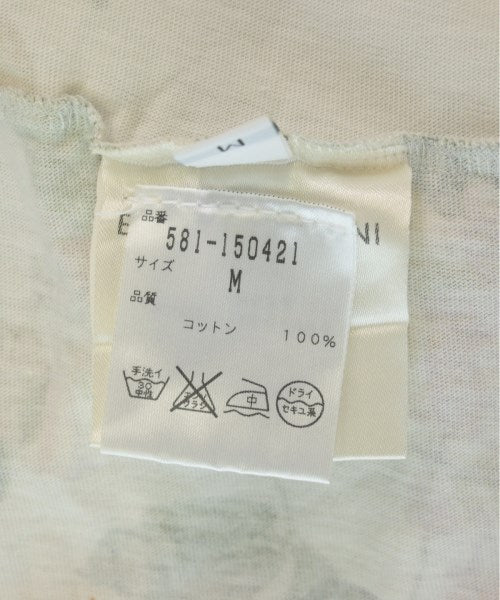 M
品番
581-150421
サイズ
M
品質
コットン 100%
手洗イ
30
中性
中
ドライ
セキユ系